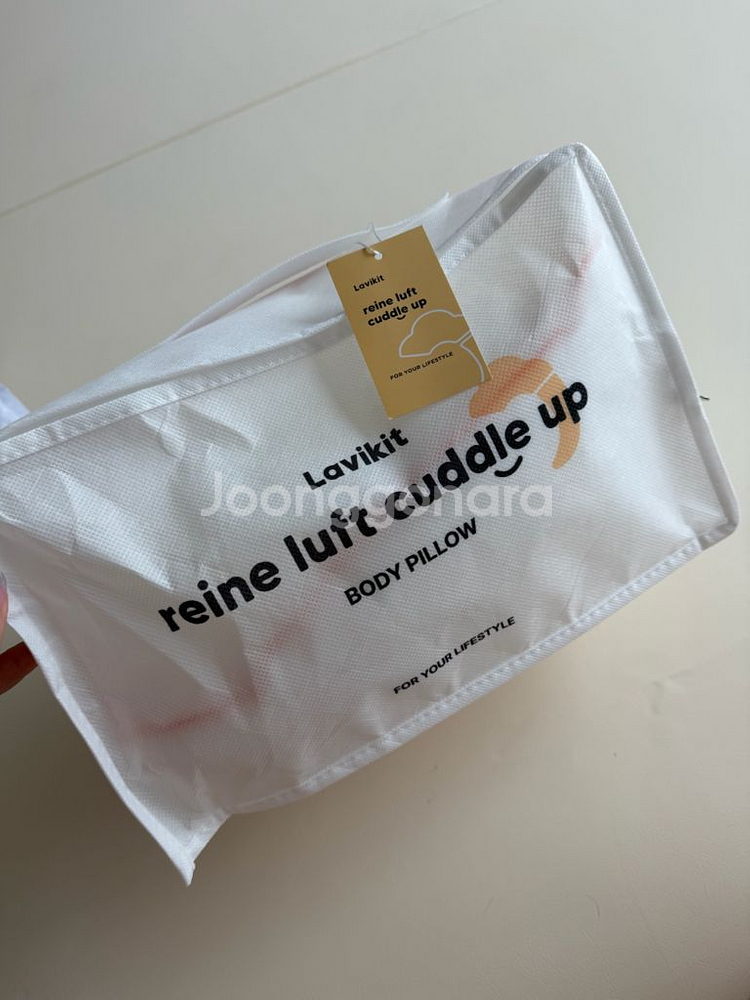 Lavikit
reine luft
cuddle up
FOR YOUR LIFESTYLE
Lavikit
reine luft cuddle up
BODY PILLOW
FOR YOUR LIFESTYLE
Joonggonara